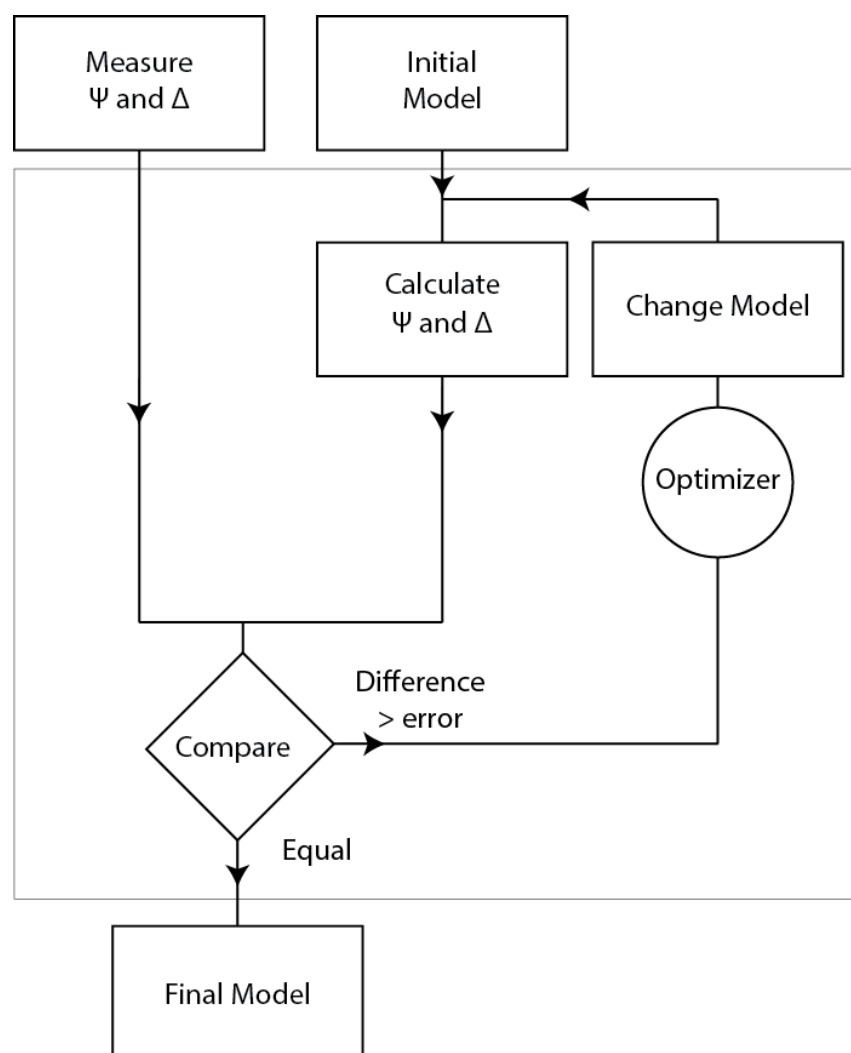 Measure
Ψ and Δ
Initial
Model
Calculate
Ψ and Δ
Change Model
Optimizer
Difference
> error
Compare
Equal
Final Model